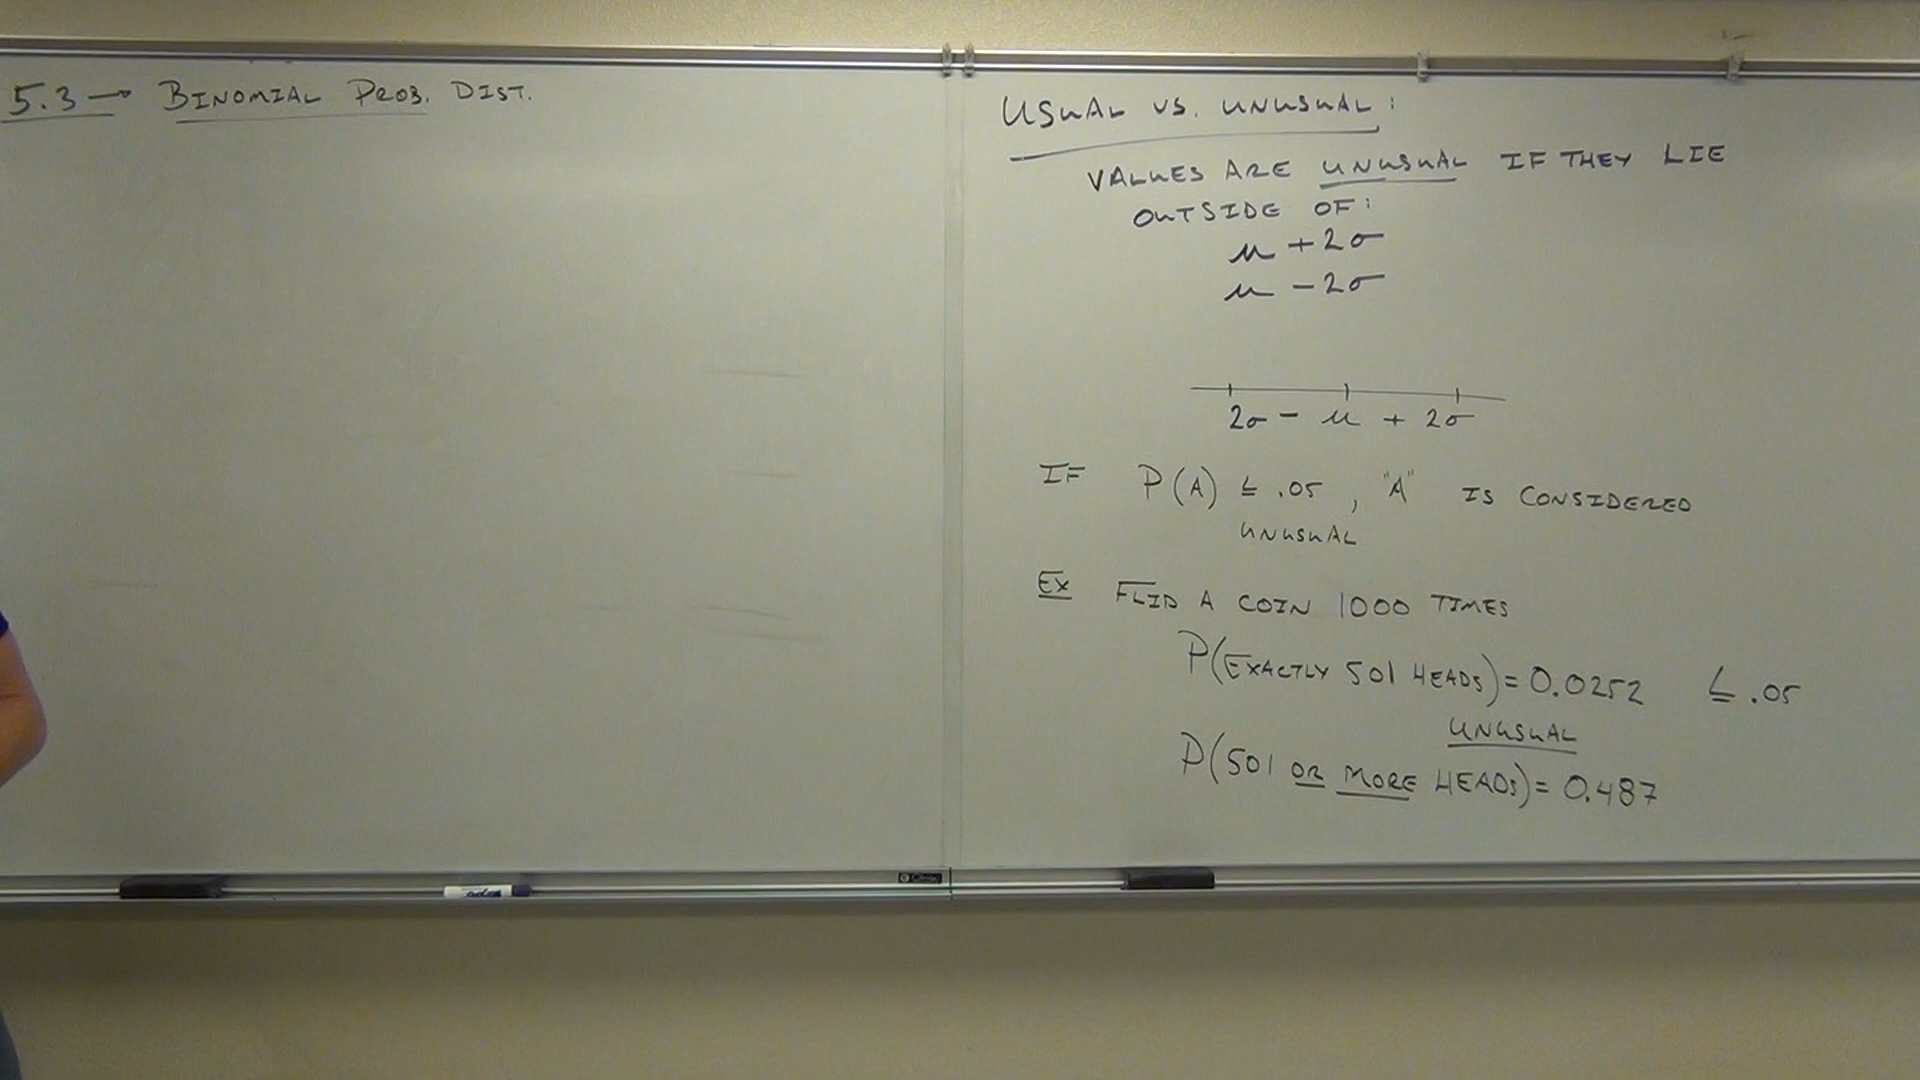 5.3 → BINOMIAL PROB. DIST.
USUAL VS. UNUSUAL:
VALUES ARE UNUSUAL IF THEY LIE
OUTSIDE OF:
μ + 2σ
μ - 2σ
2σ - μ + 2σ
IF P(A) ≤ .05, "A" IS CONSIDERED
UNUSUAL
EX FLIP A COIN 1000 TIMES
P(EXACTLY 501 HEADS) = 0.0252 ≤ .05
UNUSUAL
P(501 OR MORE HEADS) = 0.487